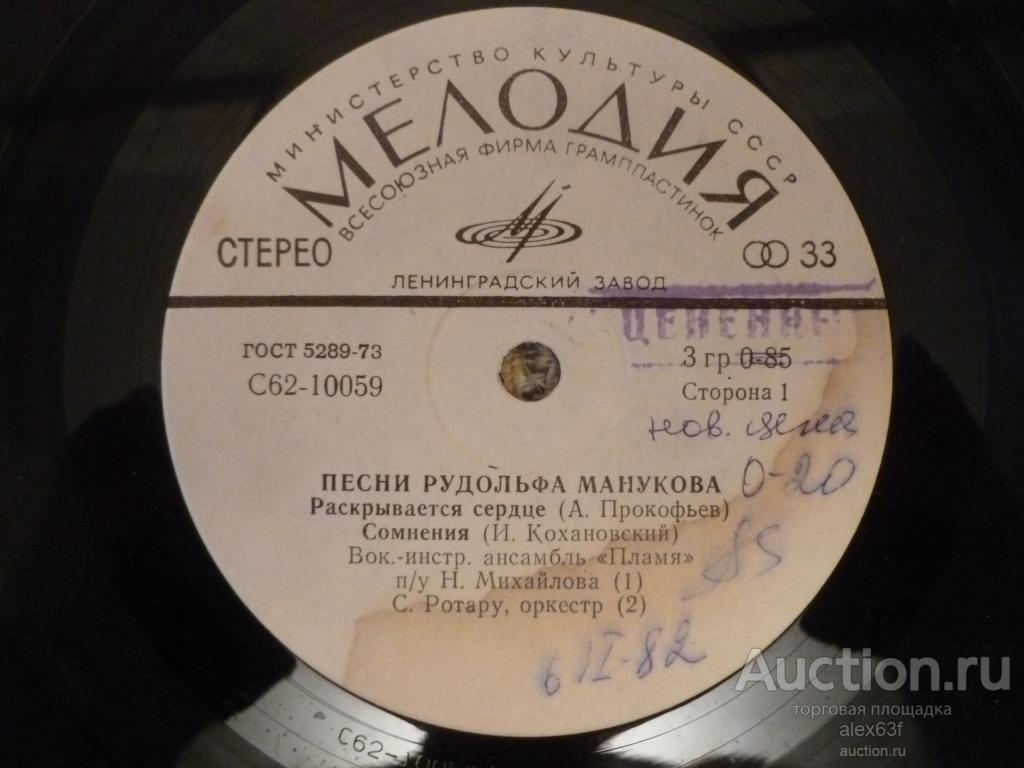 МИНИСТЕРСТВО КУЛЬТУРЫ СССР
МЕЛОДИЯ
ВСЕСОЮЗНАЯ ФИРМА ГРАМПЛАСТИНОК
СТЕРЕО
33
ЛЕНИНГРАДСКИЙ ЗАВОД
ГОСТ 5289-73
3 гр 0-85
С62-10059
Сторона 1
нов. цена
0-20
ПЕСНИ РУДОЛЬФА МАНУКОВА
Раскрывается сердце (А. Прокофьев)
Сомнения (И. Кохановский)
Вок.-инстр. ансамбль «Пламя»
п/у Н. Михайлова (1)
С. Ротару, оркестр (2)
85
6 II-82
С62-
Auction.ru
торговая площадка
alex63f
auction.ru